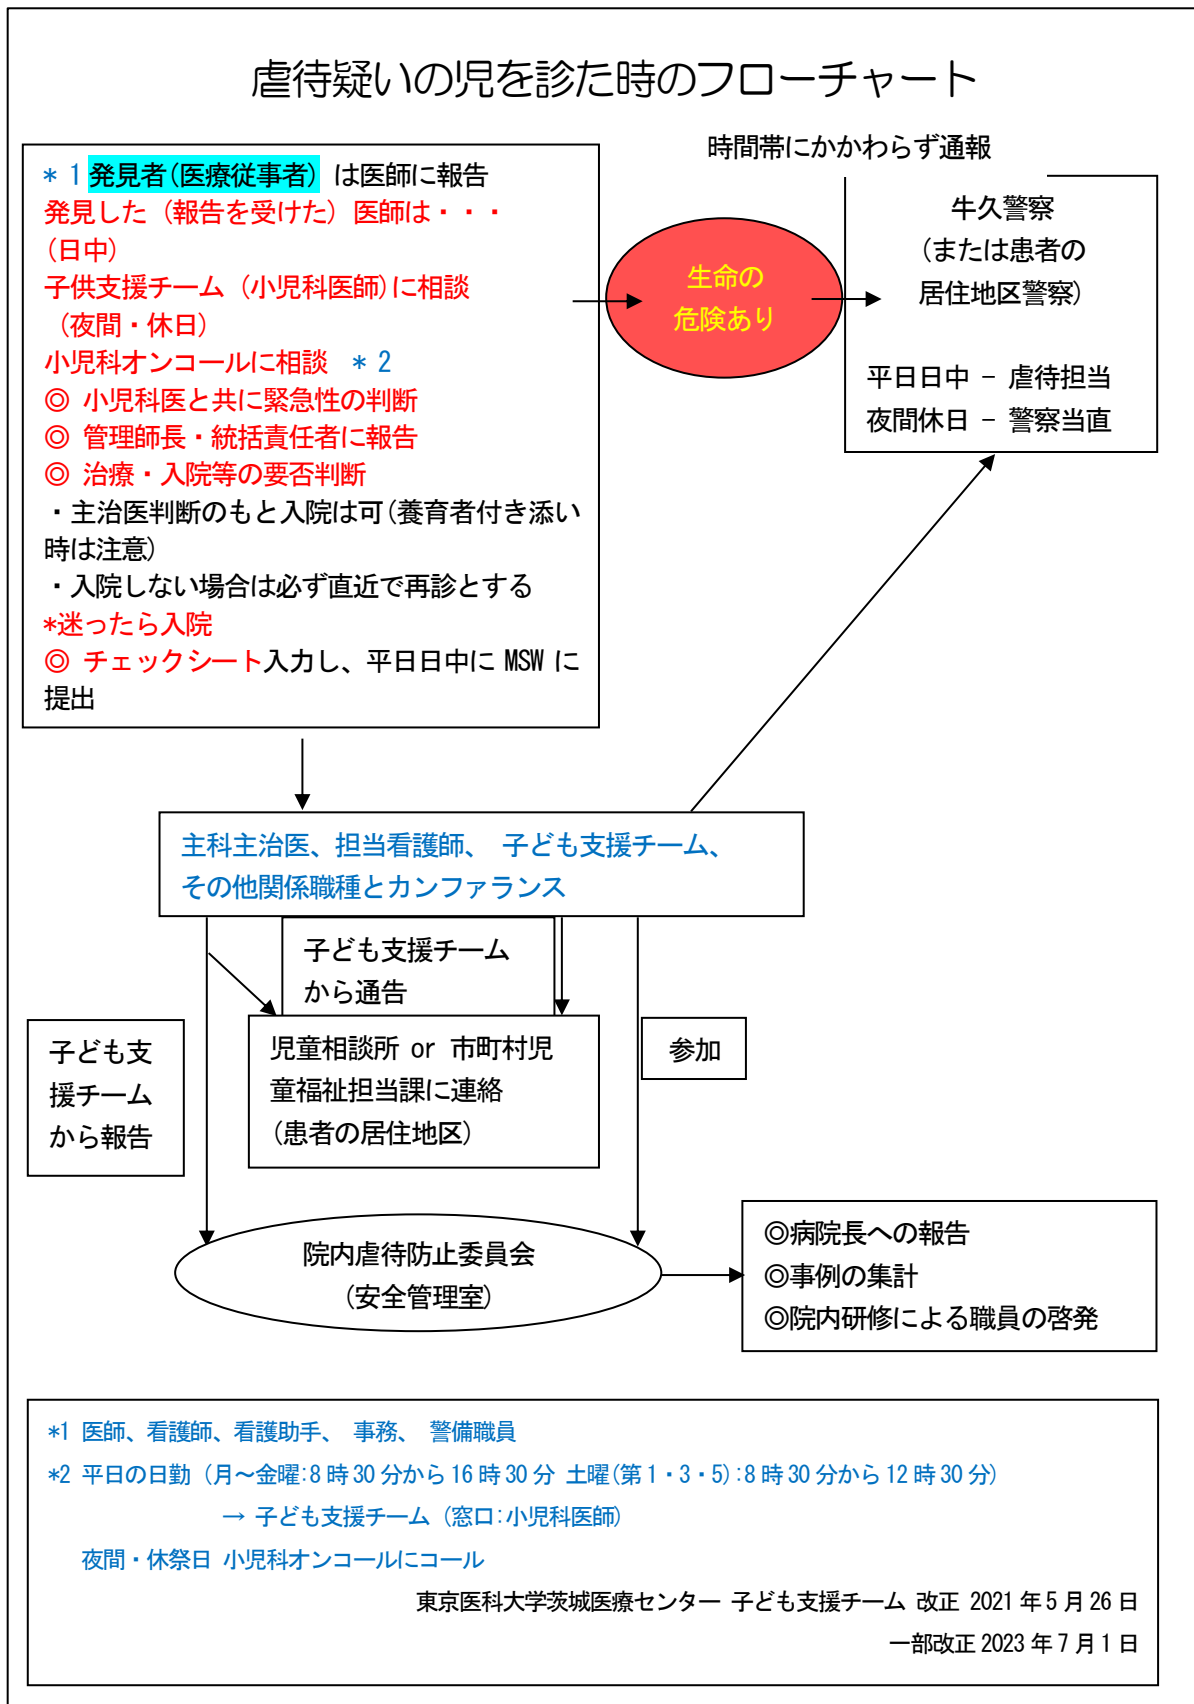 虐待疑いの児を診た時のフローチャート
時間帯にかかわらず通報
* 1 発見者(医療従事者) は医師に報告
発見した（報告を受けた）医師は・・・
(日中)
子供支援チーム（小児科医師)に相談
（夜間・休日）
小児科オンコールに相談 * 2
◎ 小児科医と共に緊急性の判断
◎ 管理師長・統括責任者に報告
◎ 治療・入院等の要否判断
・主治医判断のもと入院は可(養育者付き添い
時は注意)
・入院しない場合は必ず直近で再診とする
*迷ったら入院
◎ チェックシート入力し、平日日中に MSW に
提出
生命の
危険あり
牛久警察
(または患者の
居住地区警察)
平日日中 － 虐待担当
夜間休日 － 警察当直
主科主治医、担当看護師、 子ども支援チーム、
その他関係職種とカンファランス
子ども支援チーム
から通告
子ども支
援チーム
から報告
児童相談所 or 市町村児
童福祉担当課に連絡
(患者の居住地区)
参加
院内虐待防止委員会
(安全管理室)
◎病院長への報告
◎事例の集計
◎院内研修による職員の啓発
*1 医師、看護師、看護助手、 事務、 警備職員
*2 平日の日勤（月～金曜:8 時 30 分から 16 時 30 分 土曜(第 1・3・5):8 時 30 分から 12 時 30 分)
→ 子ども支援チーム（窓口:小児科医師)
夜間・休祭日 小児科オンコールにコール
東京医科大学茨城医療センター 子ども支援チーム 改正 2021 年 5 月 26 日
一部改正 2023 年 7 月 1 日